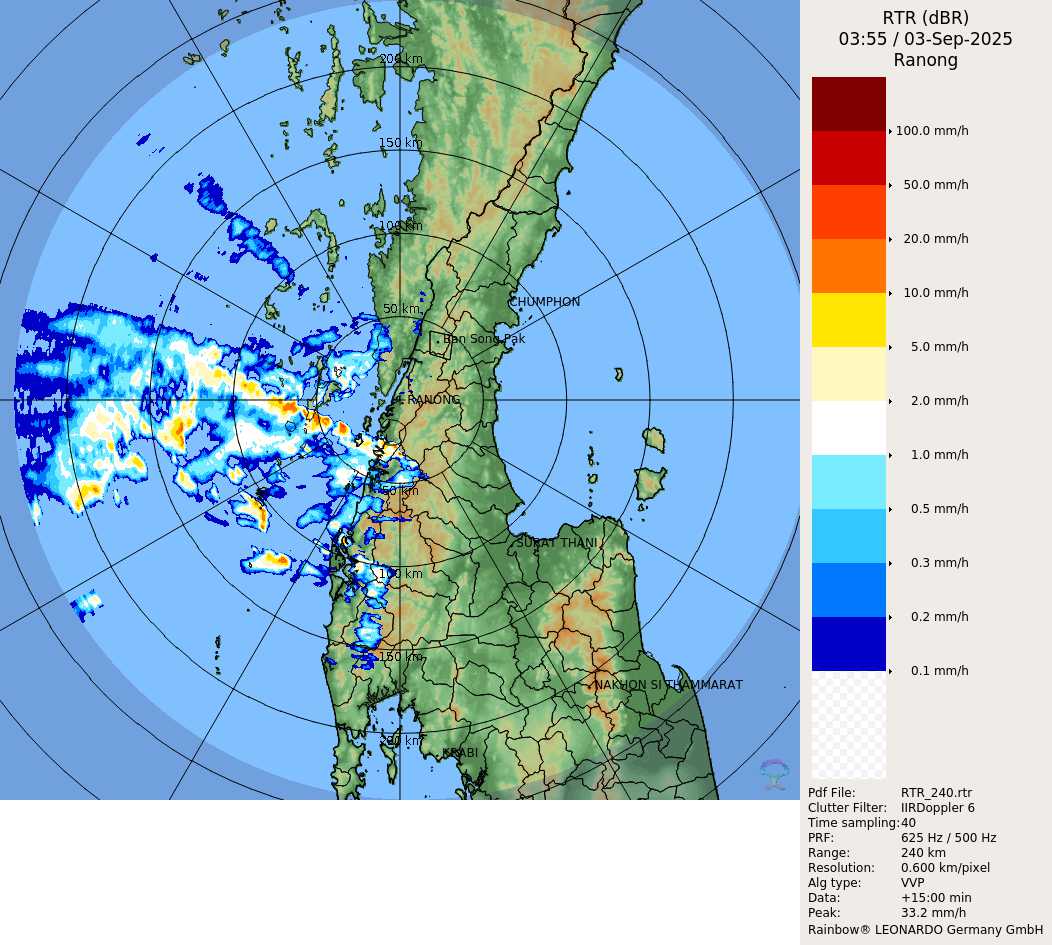 RTR (dBR)
03:55 / 03-Sep-2025
Ranong
200 km
150 km
100 km
50 km
CHUMPHON
Ban Song Pak
RANONG
50 km
SURAT THANI
100 km
150 km
NAKHON SI THAMMARAT
200 km
KRABI
100.0 mm/h
50.0 mm/h
20.0 mm/h
10.0 mm/h
5.0 mm/h
2.0 mm/h
1.0 mm/h
0.5 mm/h
0.3 mm/h
0.2 mm/h
0.1 mm/h
Pdf File: RTR_240.rtr
Clutter Filter: IIRDoppler 6
Time sampling:40
PRF: 625 Hz / 500 Hz
Range: 240 km
Resolution: 0.600 km/pixel
Alg type: VVP
Data: +15:00 min
Peak: 33.2 mm/h
Rainbow® LEONARDO Germany GmbH